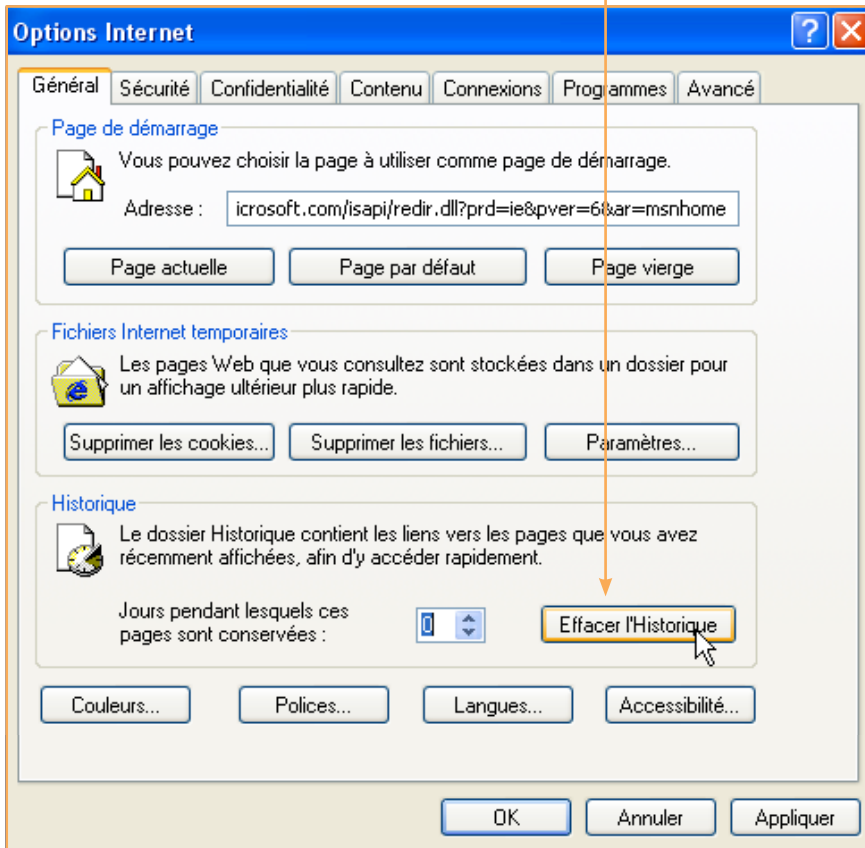 Options Internet
Général Sécurité Confidentialité Contenu Connexions Programmes Avancé
Page de démarrage
Vous pouvez choisir la page à utiliser comme page de démarrage.
Adresse : icrosoft.com/isapi/redir.dll?prd=ie&pver=6&ar=msnhome
Page actuelle Page par défaut Page vierge
Fichiers Internet temporaires
Les pages Web que vous consultez sont stockées dans un dossier pour
un affichage ultérieur plus rapide.
Supprimer les cookies... Supprimer les fichiers... Paramètres...
Historique
Le dossier Historique contient les liens vers les pages que vous avez
récemment affichées, afin d'y accéder rapidement.
Jours pendant lesquels ces
pages sont conservées :
0 Effacer l'Historique
Couleurs... Polices... Langues... Accessibilité...
OK Annuler Appliquer